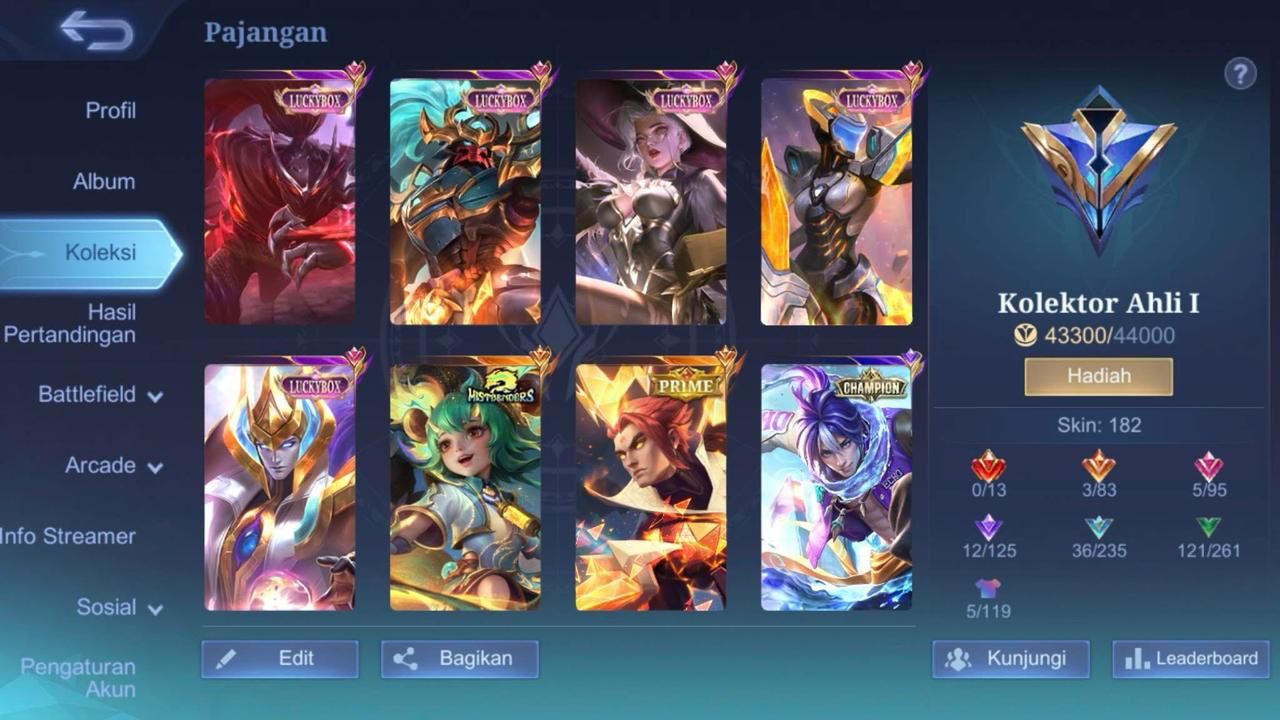 Pajangan
?
Profil
Album
Koleksi
Hasil
Pertandingan
Battlefield
Arcade
Info Streamer
Sosial
Pengaturan
Akun
LUCKYBOX
LUCKYBOX
LUCKYBOX
LUCKYBOX
LUCKYBOX
MISTBENDERS
PRIME
CHAMPION
ECHO
Edit
Bagikan
Kolektor Ahli I
43300/44000
Hadiah
Skin: 182
0/13
3/83
5/95
12/125
36/235
121/261
5/119
Kunjungi
Leaderboard